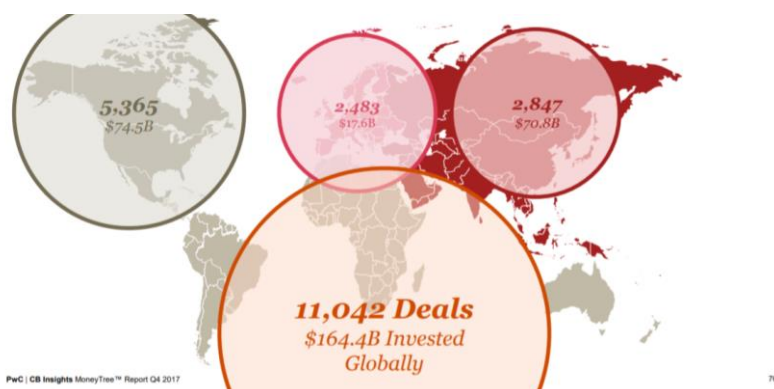 5,365
$74.5B
2,483
$17.6B
2,847
$70.8B
11,042 Deals
$164.4B Invested
Globally
PwC | CB Insights MoneyTree™ Report Q4 2017